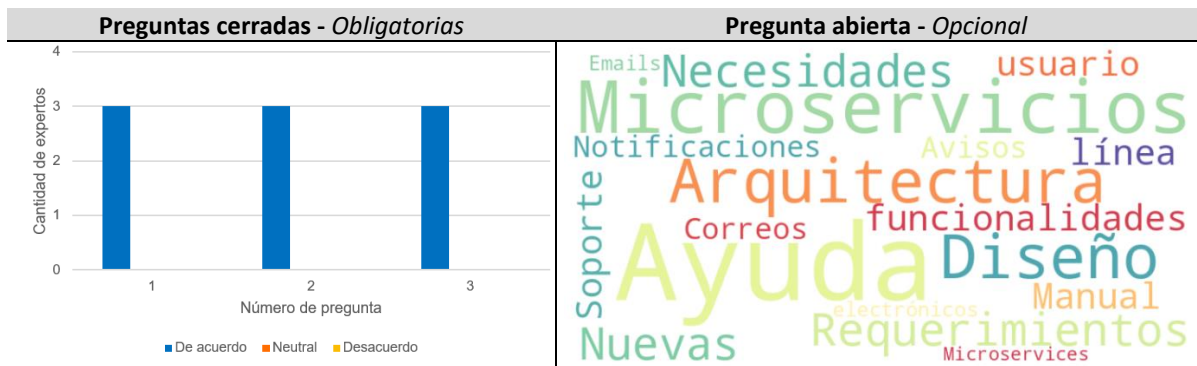 Preguntas cerradas - Obligatorias
Pregunta abierta - Opcional
4
3
2
1
0
Cantidad de expertos
1 2 3
Número de pregunta
De acuerdo Neutral Desacuerdo
Emails Necesidades usuario
Microservicios
Notificaciones Avisos línea
Arquitectura
Soporte
Correos funcionalidades
Ayuda Diseño
Manual
electrónicos
Nuevas Requerimientos
Microservices